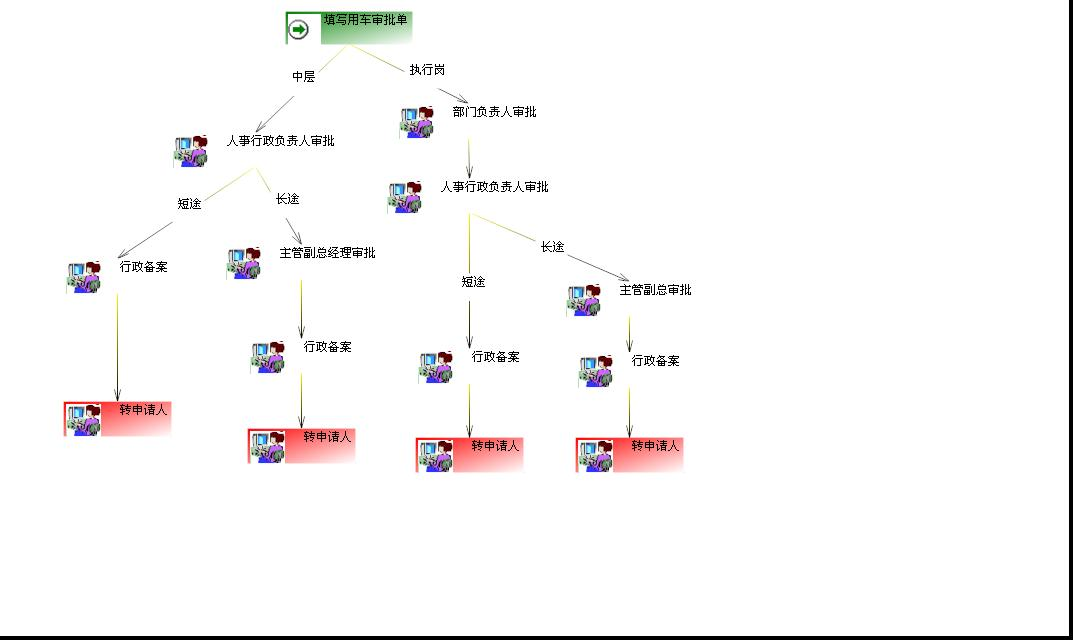 填写用车审批单
中层
执行岗
部门负责人审批
人事行政负责人审批
人事行政负责人审批
短途
长途
长途
主管副总经理审批
行政备案
短途
主管副总审批
行政备案
行政备案
行政备案
转申请人
转申请人
转申请人
转申请人